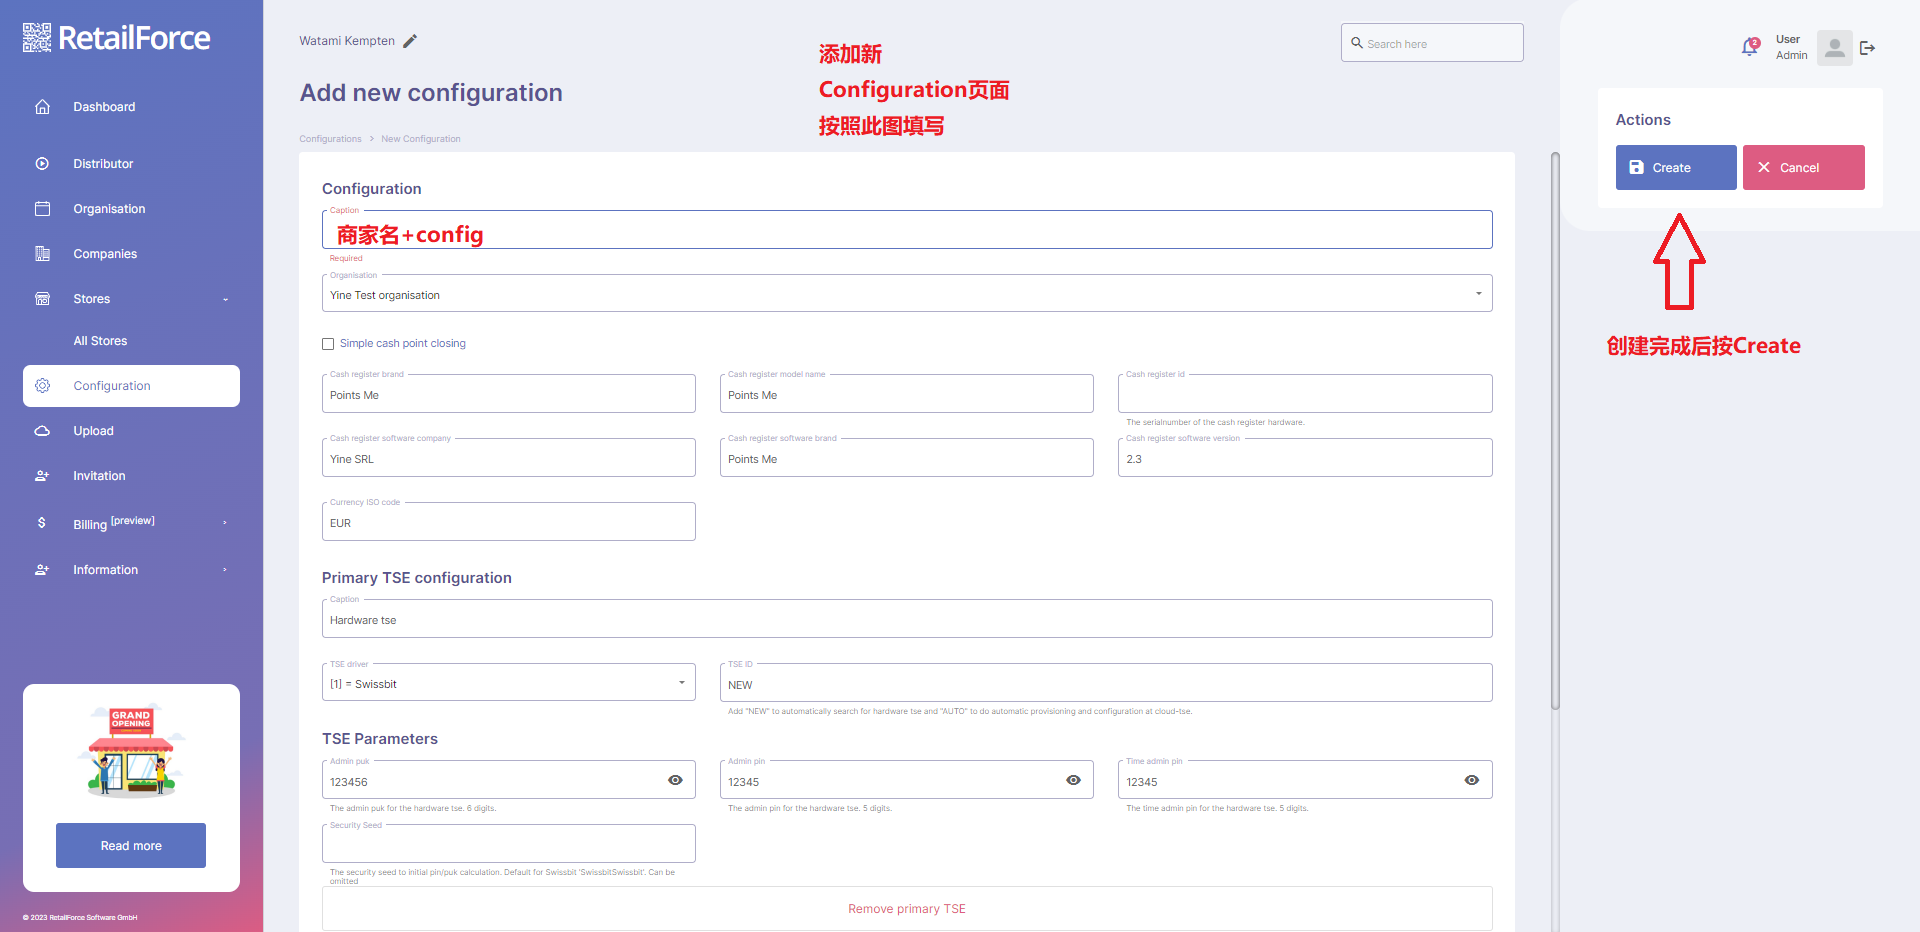 RetailForce
Dashboard
Distributor
Organisation
Companies
Stores
All Stores
Configuration
Upload
Invitation
Billing [preview]
Information
GRAND
OPENING
Read more
© 2023 RetailForce Software GmbH
Watami Kempten
Add new configuration
Configurations > New Configuration
添加新
Configuration页面
按照此图填写
Search here
2
User
Admin
Actions
Create
Cancel
创建完成后按Create
Configuration
Caption
商家名+config
Required
Organisation
Yine Test organisation
Simple cash point closing
Cash register brand
Points Me
Cash register model name
Points Me
Cash register id
The serialnumber of the cash register hardware.
Cash register software company
Yine SRL
Cash register software brand
Points Me
Cash register software version
2.3
Currency ISO code
EUR
Primary TSE configuration
Caption
Hardware tse
TSE driver
[1] = Swissbit
TSE ID
NEW
Add "NEW" to automatically search for hardware tse and "AUTO" to do automatic provisioning and configuration at cloud-tse.
TSE Parameters
Admin puk
123456
The admin puk for the hardware tse. 6 digits.
Admin pin
12345
The admin pin for the hardware tse. 5 digits.
Time admin pin
12345
The time admin pin for the hardware tse. 5 digits.
Security Seed
The security seed to initial pin/puk calculation. Default for Swissbit 'SwissbitSwissbit'. Can be
omitted
Remove primary TSE